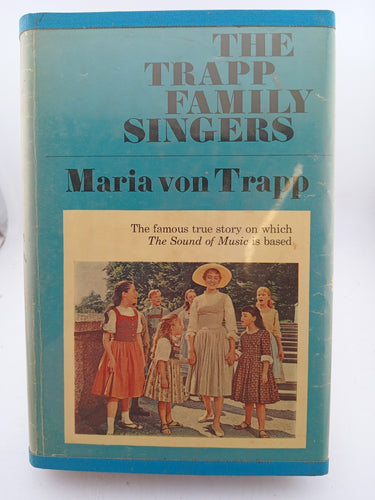 THE
TRAPP
FAMILY
SINGERS
Maria von Trapp
The famous true story on which
The Sound of Music is based